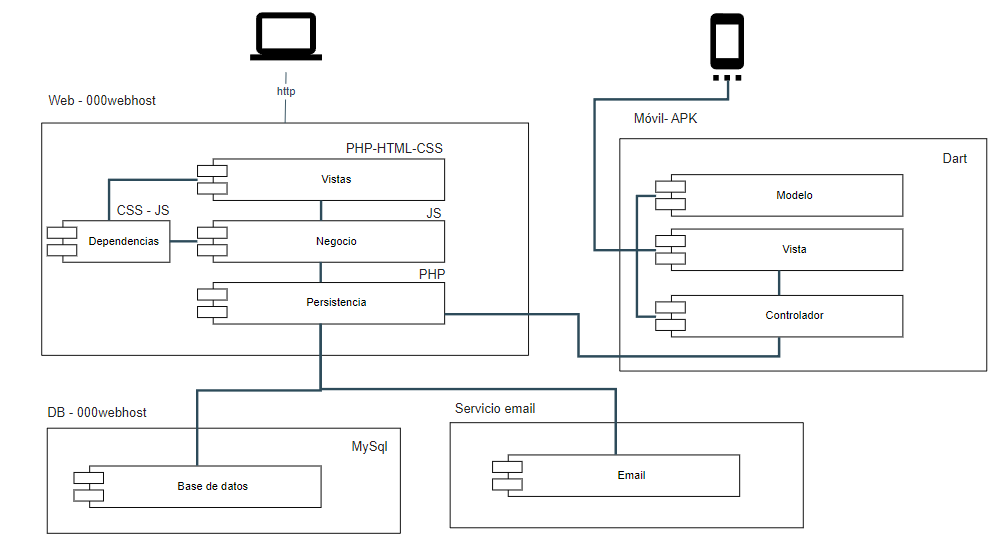 http
Web - 000webhost
Móvil- APK
PHP-HTML-CSS
Dart
Vistas
Modelo
CSS - JS
JS
Dependencias
Negocio
Vista
PHP
Persistencia
Controlador
DB - 000webhost
Servicio email
MySql
Email
Base de datos